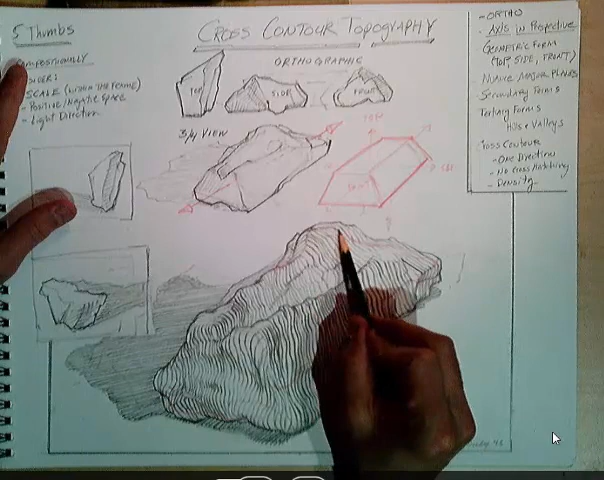 5 Thumbs
Cross Contour Topography
ORTHOGRAPHIC
TOP
SIDE
FRONT
3/4 VIEW
SCALE (within the frame)
- Positive/Negative Space
- Light Direction
TOP
- ORTHO
- Axis in Perspective
Geometric Form
(TOP, SIDE, FRONT)
Major Planes
Secondary Forms
Tertiary Forms
Hills & Valleys
Cross Contour
- One Direction
- No Cross Hatching
- Density